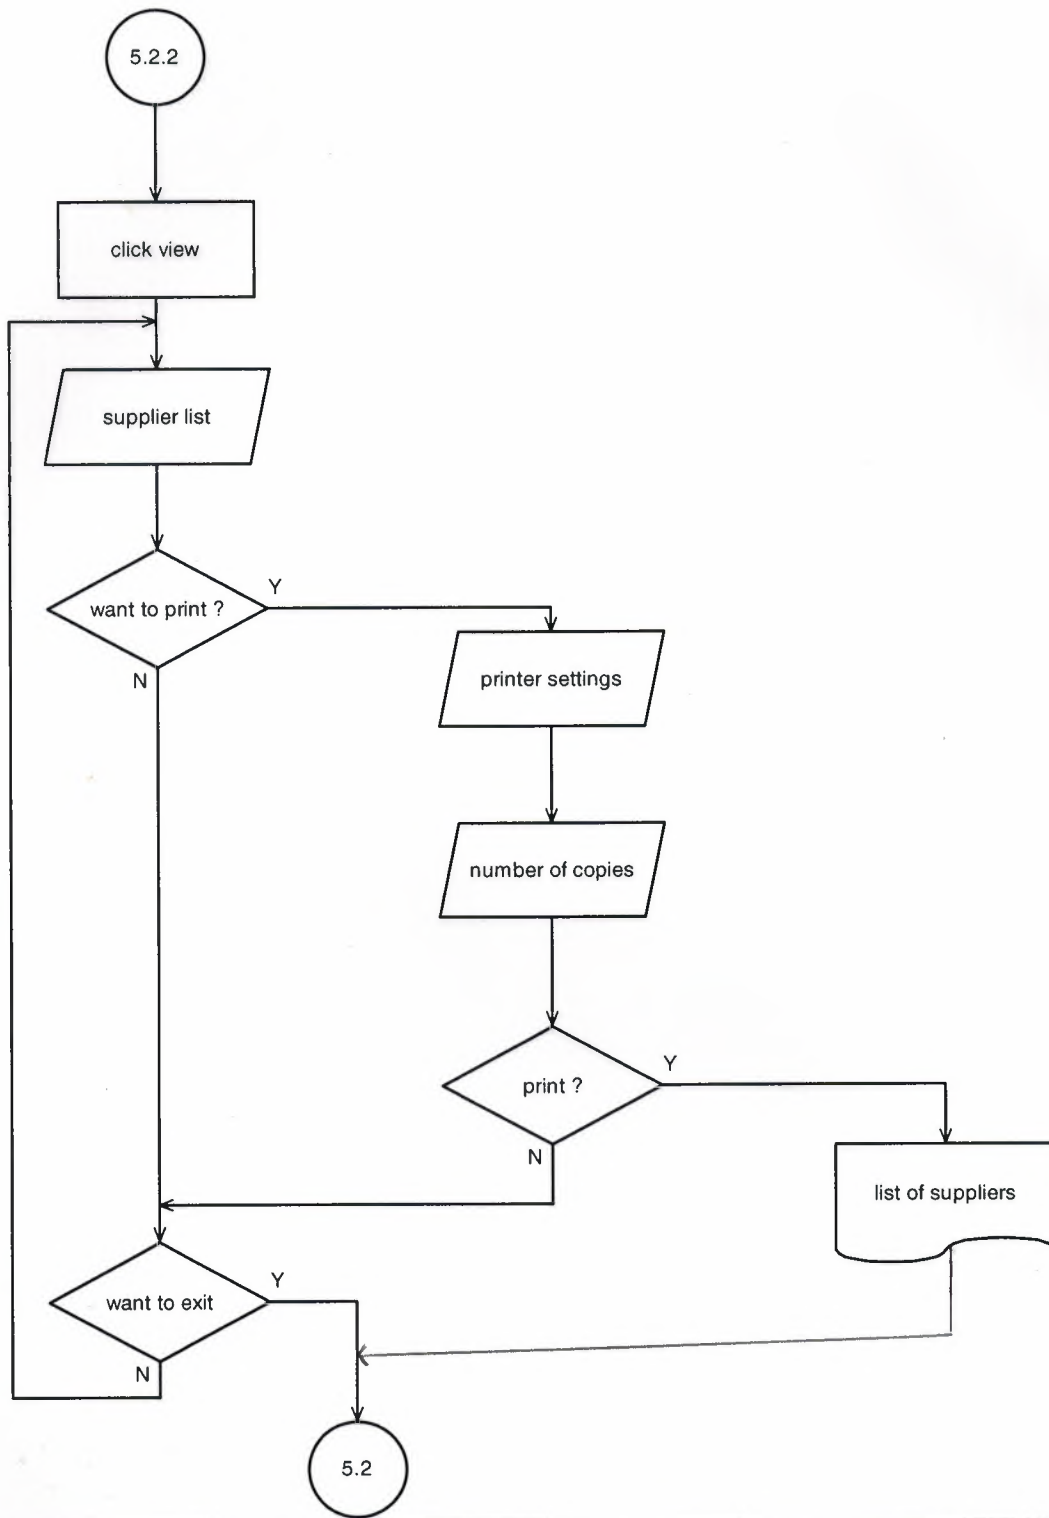 5.2.2
click view
supplier list
want to print ?
Y
N
printer settings
number of copies
print ?
Y
N
list of suppliers
want to exit
Y
N
5.2